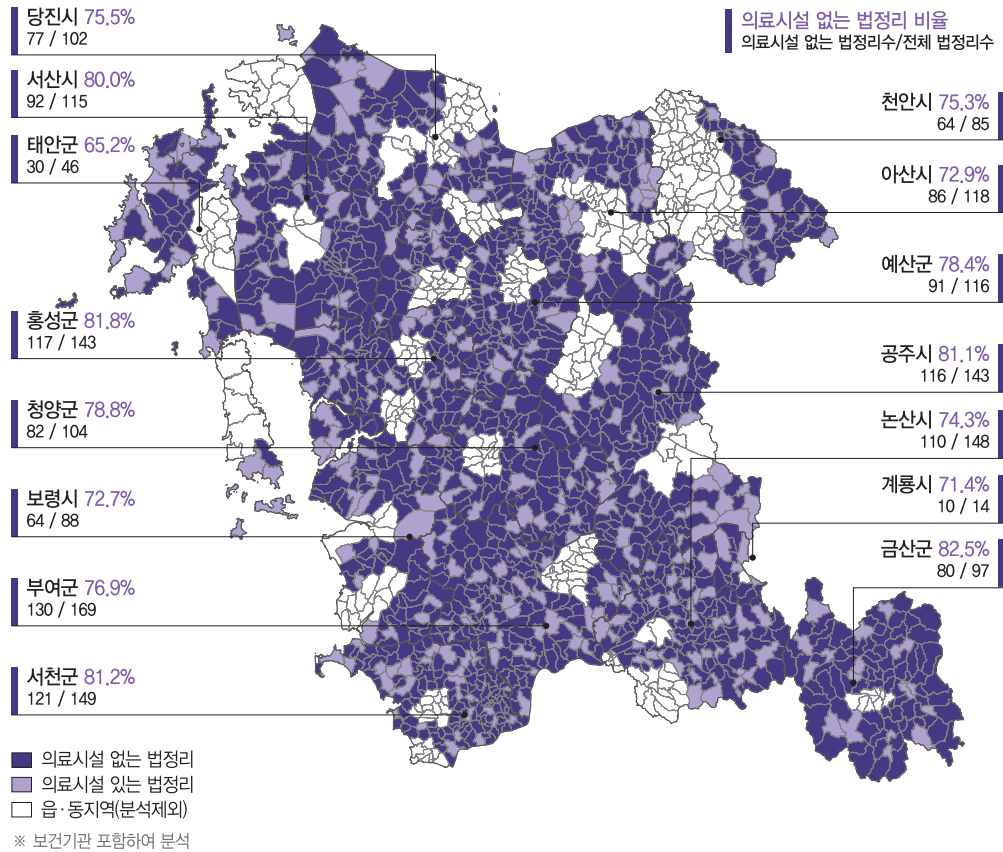 당진시 75.5%
77 / 102
서산시 80.0%
92 / 115
태안군 65.2%
30 / 46
홍성군 81.8%
117 / 143
청양군 78.8%
82 / 104
보령시 72.7%
64 / 88
부여군 76.9%
130 / 169
서천군 81.2%
121 / 149
의료시설 없는 법정리 비율
의료시설 없는 법정리수/전체 법정리수
천안시 75.3%
64 / 85
아산시 72.9%
86 / 118
예산군 78.4%
91 / 116
공주시 81.1%
116 / 143
논산시 74.3%
110 / 148
계룡시 71.4%
10 / 14
금산군 82.5%
80 / 97
의료시설 없는 법정리
의료시설 있는 법정리
읍·동지역(분석제외)
※ 보건기관 포함하여 분석